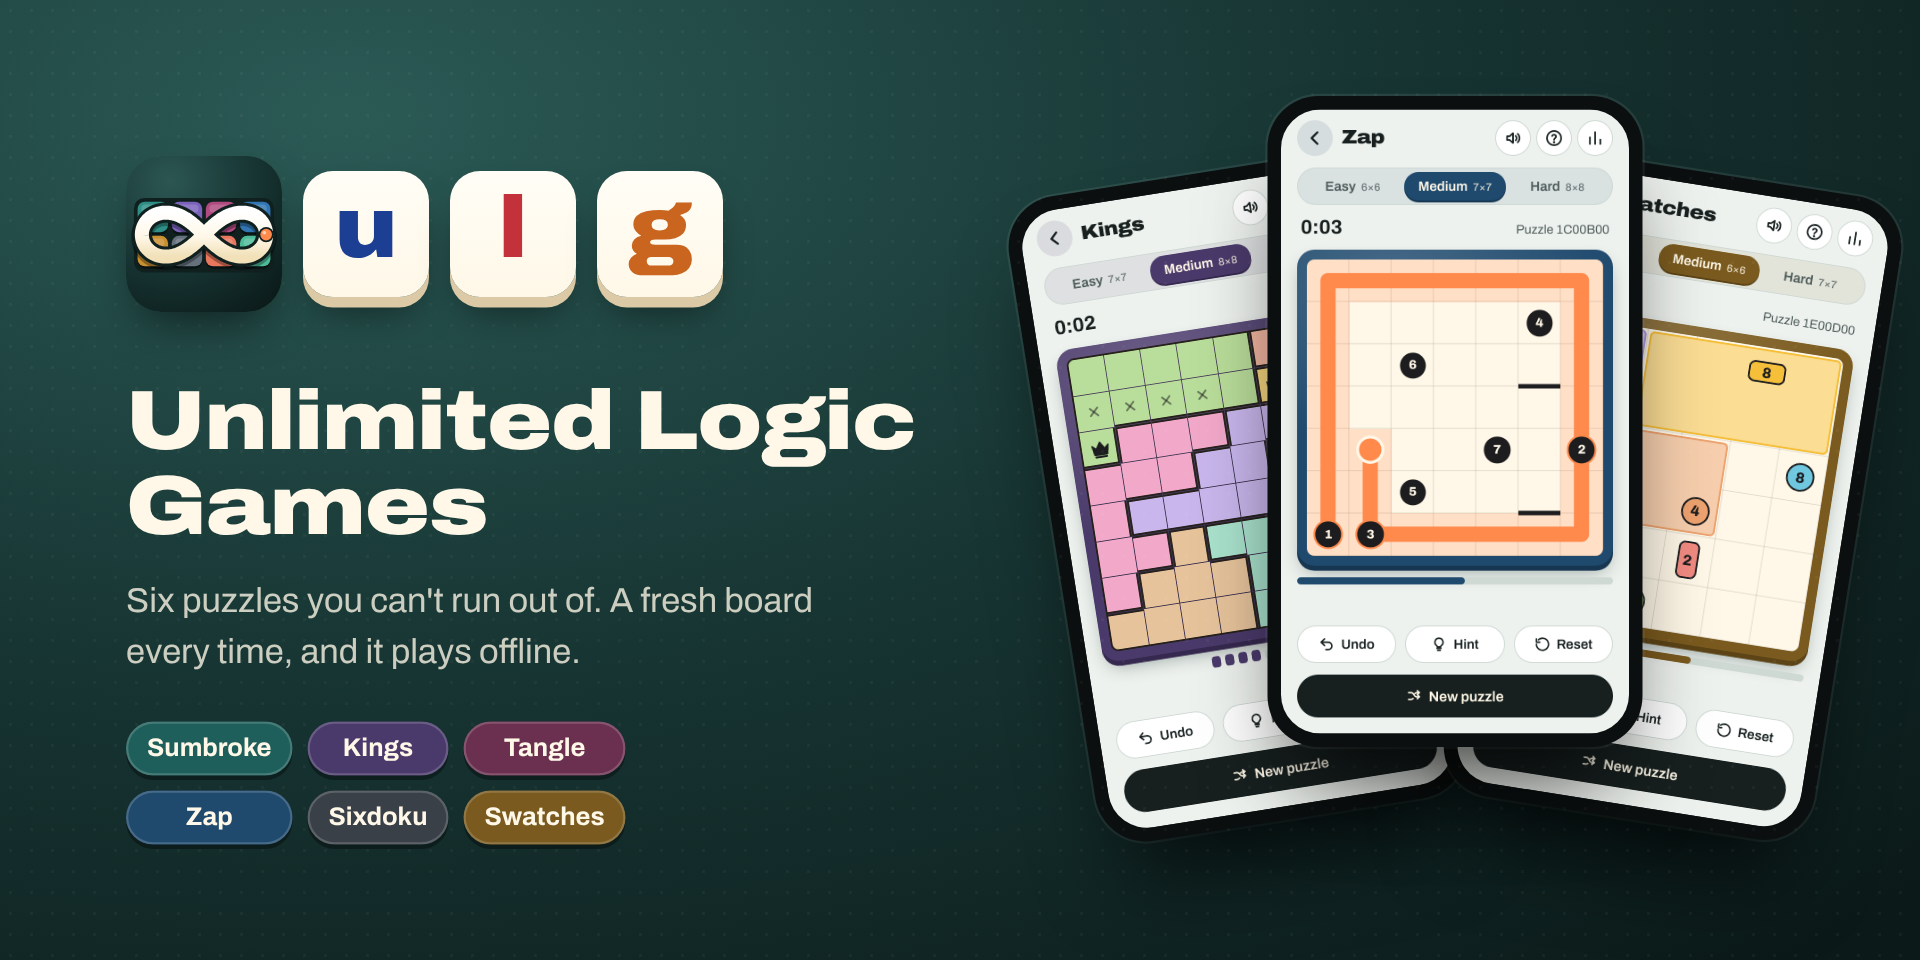 u l g
Unlimited Logic
Games
Six puzzles you can't run out of. A fresh board
every time, and it plays offline.
Sumbroke Kings Tangle
Zap Sixdoku Swatches
Kings
Easy 7×7 Medium 8×8
0:02
Undo
New puzzle
Zap
Easy 6×6 Medium 7×7 Hard 8×8
0:03 Puzzle 1C00B00
4
6
7 2
5
1 3
Undo Hint Reset
New puzzle
atches
Medium 6×6 Hard 7×7
Puzzle 1E00D00
8
8
4
2
Hint Reset
New puzzle